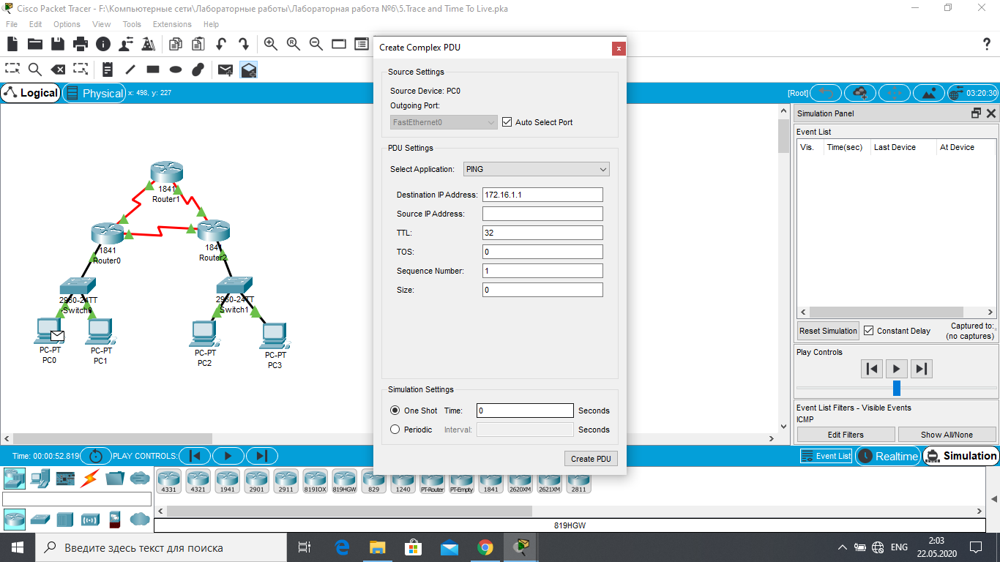 Cisco Packet Tracer - F:\Компьютерные сети\Лабораторные работы\Лабораторная работа №6\5.Trace and Time To Live.pka
File Edit Options View Tools Extensions Help
Logical Physical x: 498, y: 227
[Root] 03:20:30
1841
Router1
1841
Router0
1841
Router2
2960-24TT
Switch0
2960-24TT
Switch1
PC-PT
PC0
PC-PT
PC1
PC-PT
PC2
PC-PT
PC3
Create Complex PDU
Source Settings
Source Device: PC0
Outgoing Port:
FastEthernet0 Auto Select Port
PDU Settings
Select Application: PING
Destination IP Address: 172.16.1.1
Source IP Address:
TTL: 32
TOS: 0
Sequence Number: 1
Size: 0
Simulation Settings
One Shot Time: 0 Seconds
Periodic Interval: Seconds
Create PDU
Simulation Panel
Event List
Vis. Time(sec) Last Device At Device
Reset Simulation Constant Delay Captured to:
(no captures)
Play Controls
Event List Filters - Visible Events
ICMP
Edit Filters Show All/None
Time: 00:00:52.819 PLAY CONTROLS: Event List Realtime Simulation
4331 4321 1941 2901 2911 819IOX 819HGW 829 1240 PT-Router PT-Empty 1841 2620XM 2621XM 2811
819HGW
Введите здесь текст для поиска
ENG
2:03
22.05.2020